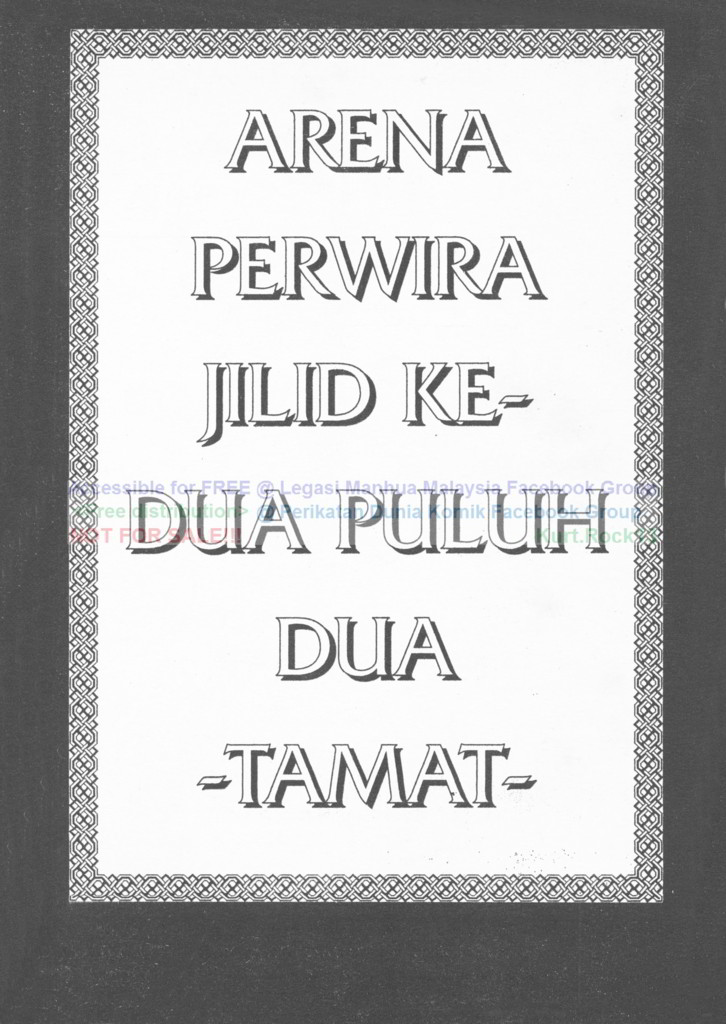 ARENA
PERWIRA
JILID KE-
Accessible for FREE @ Legasi Manhua Malaysia Facebook Group
DUA PULUH
<free distribution> @ Perikatan Dunia Komik Facebook Group
NOT FOR SALE!!! Kurt.Rock13
DUA
-TAMAT-